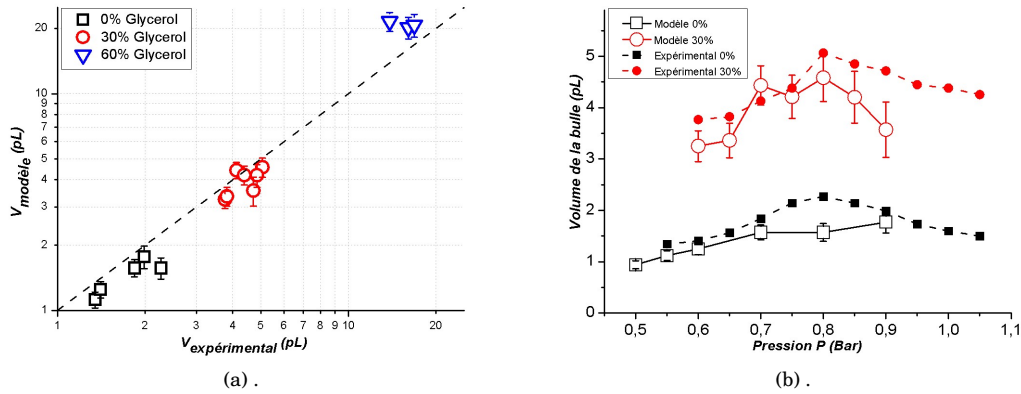 0% Glycerol
30% Glycerol
60% Glycerol
20
10
9
8
7
6
5
4
3
2
1
1 2 3 4 5 6 7 8 9 10 20
V modèle (pL)
V expérimental (pL)
(a) .
Modèle 0%
Modèle 30%
Expérimental 0%
Expérimental 30%
5
4
3
2
1
0
0,5 0,6 0,7 0,8 0,9 1,0 1,1
Volume de la bulle (pL)
Pression P (Bar)
(b) .